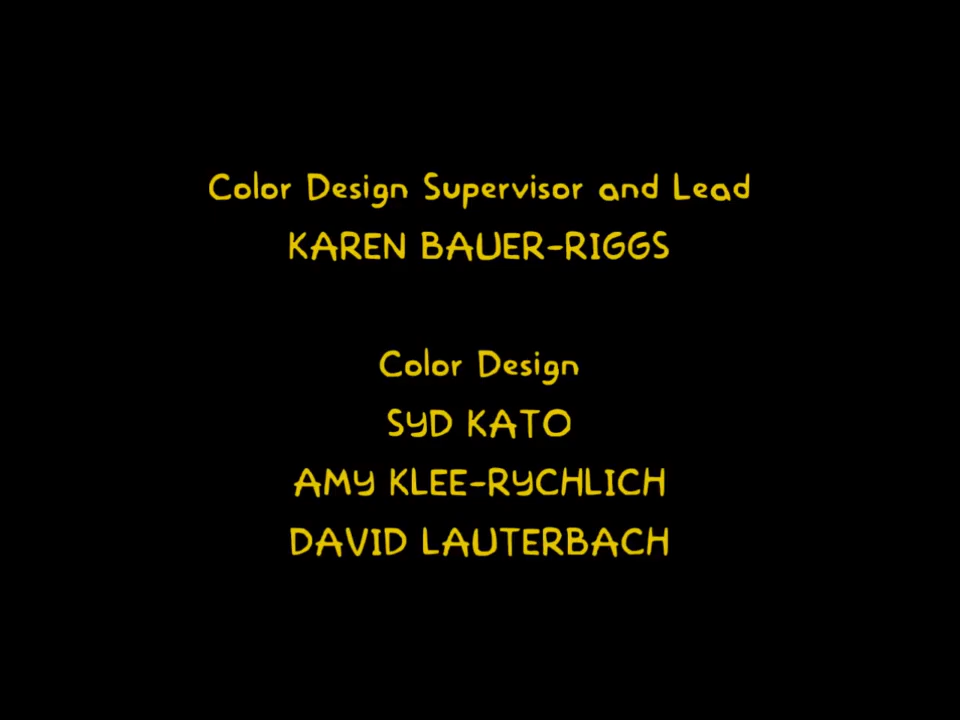 Color Design Supervisor and Lead
KAREN BAUER-RIGGS
Color Design
SYD KATO
AMY KLEE-RYCHLICH
DAVID LAUTERBACH